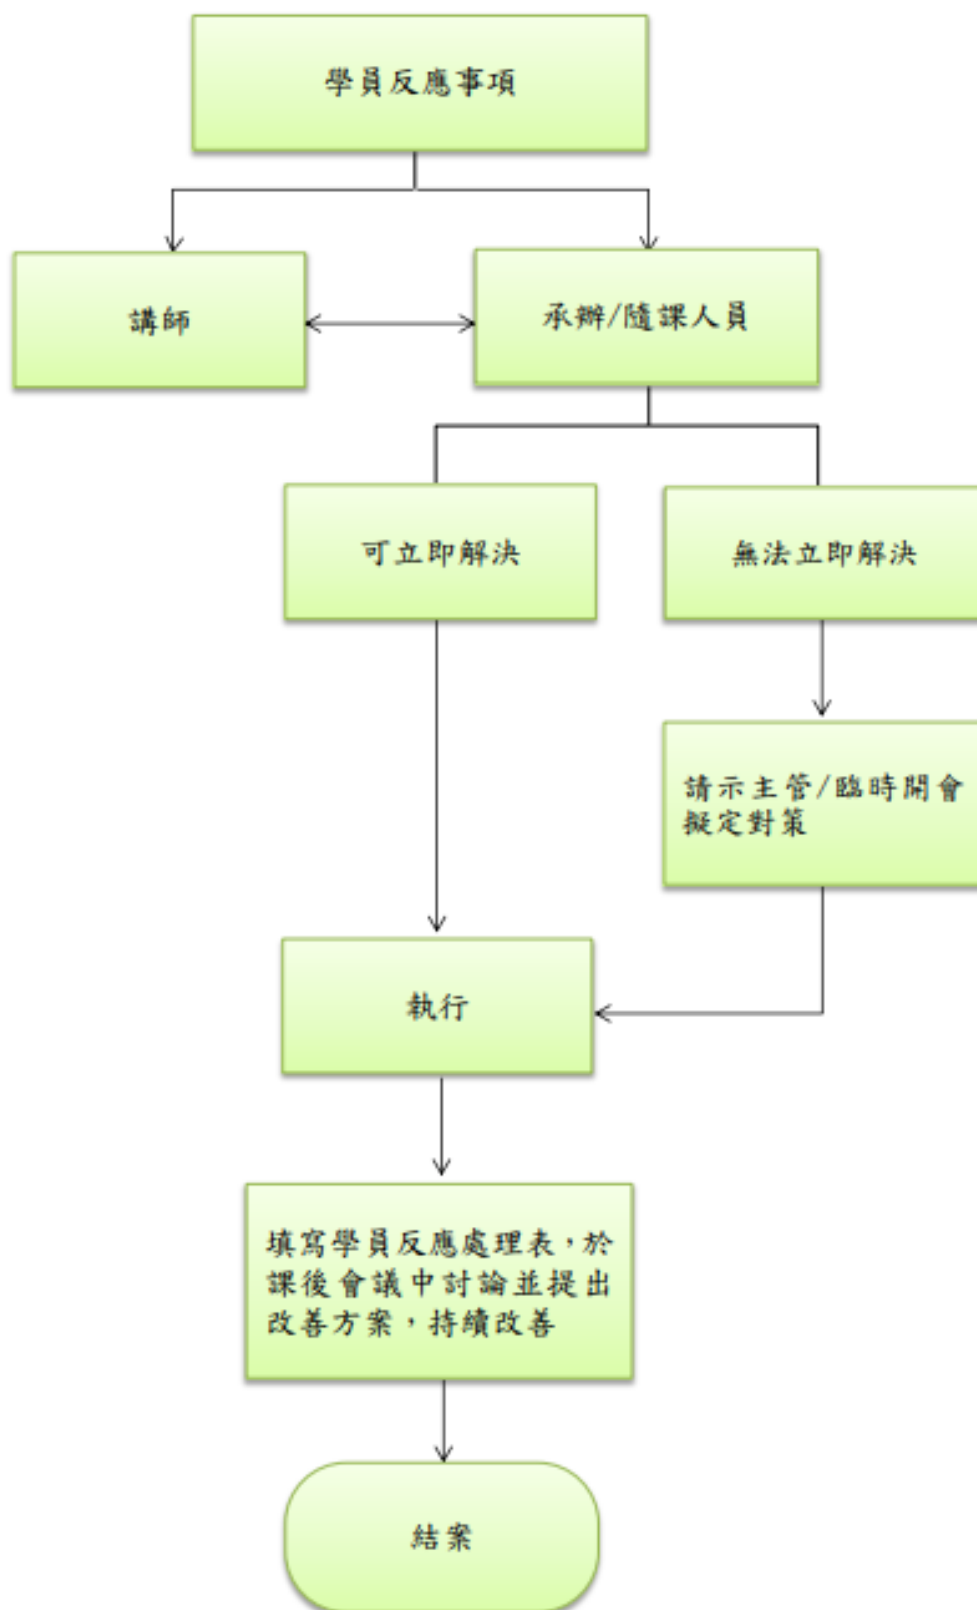 學員反應事項
講師
承辦/隨課人員
可立即解決
無法立即解決
請示主管/臨時開會
擬定對策
執行
填寫學員反應處理表，於
課後會議中討論並提出
改善方案，持續改善
結案